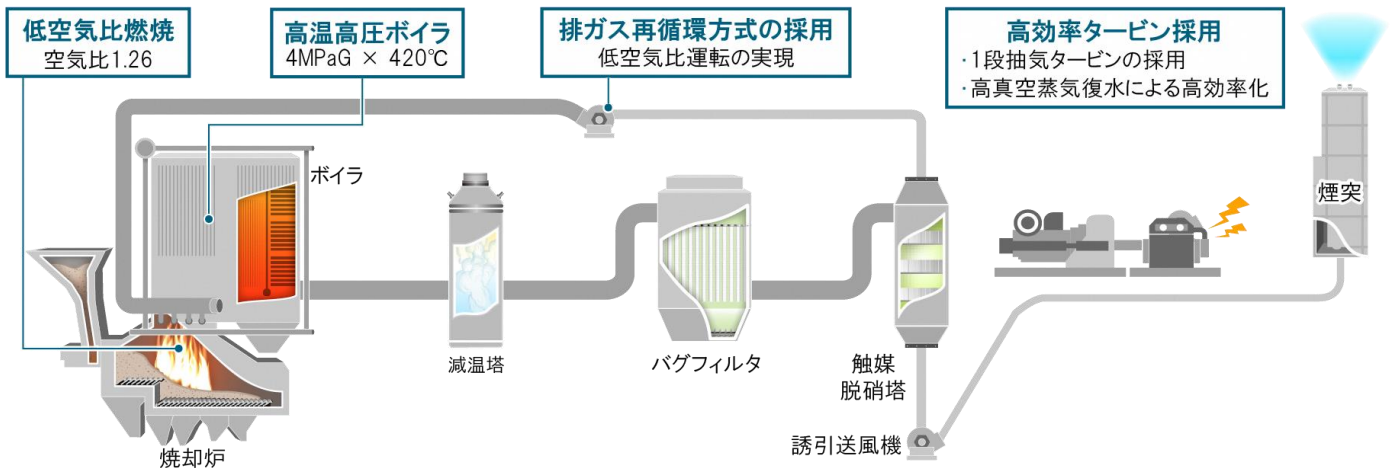 低空気比燃焼
空気比1.26
高温高圧ボイラ
4MPaG × 420℃
排ガス再循環方式の採用
低空気比運転の実現
高効率タービン採用
・1段抽気タービンの採用
・高真空蒸気復水による高効率化
ボイラ
煙突
減温塔
バグフィルタ
触媒
脱硝塔
誘引送風機
焼却炉